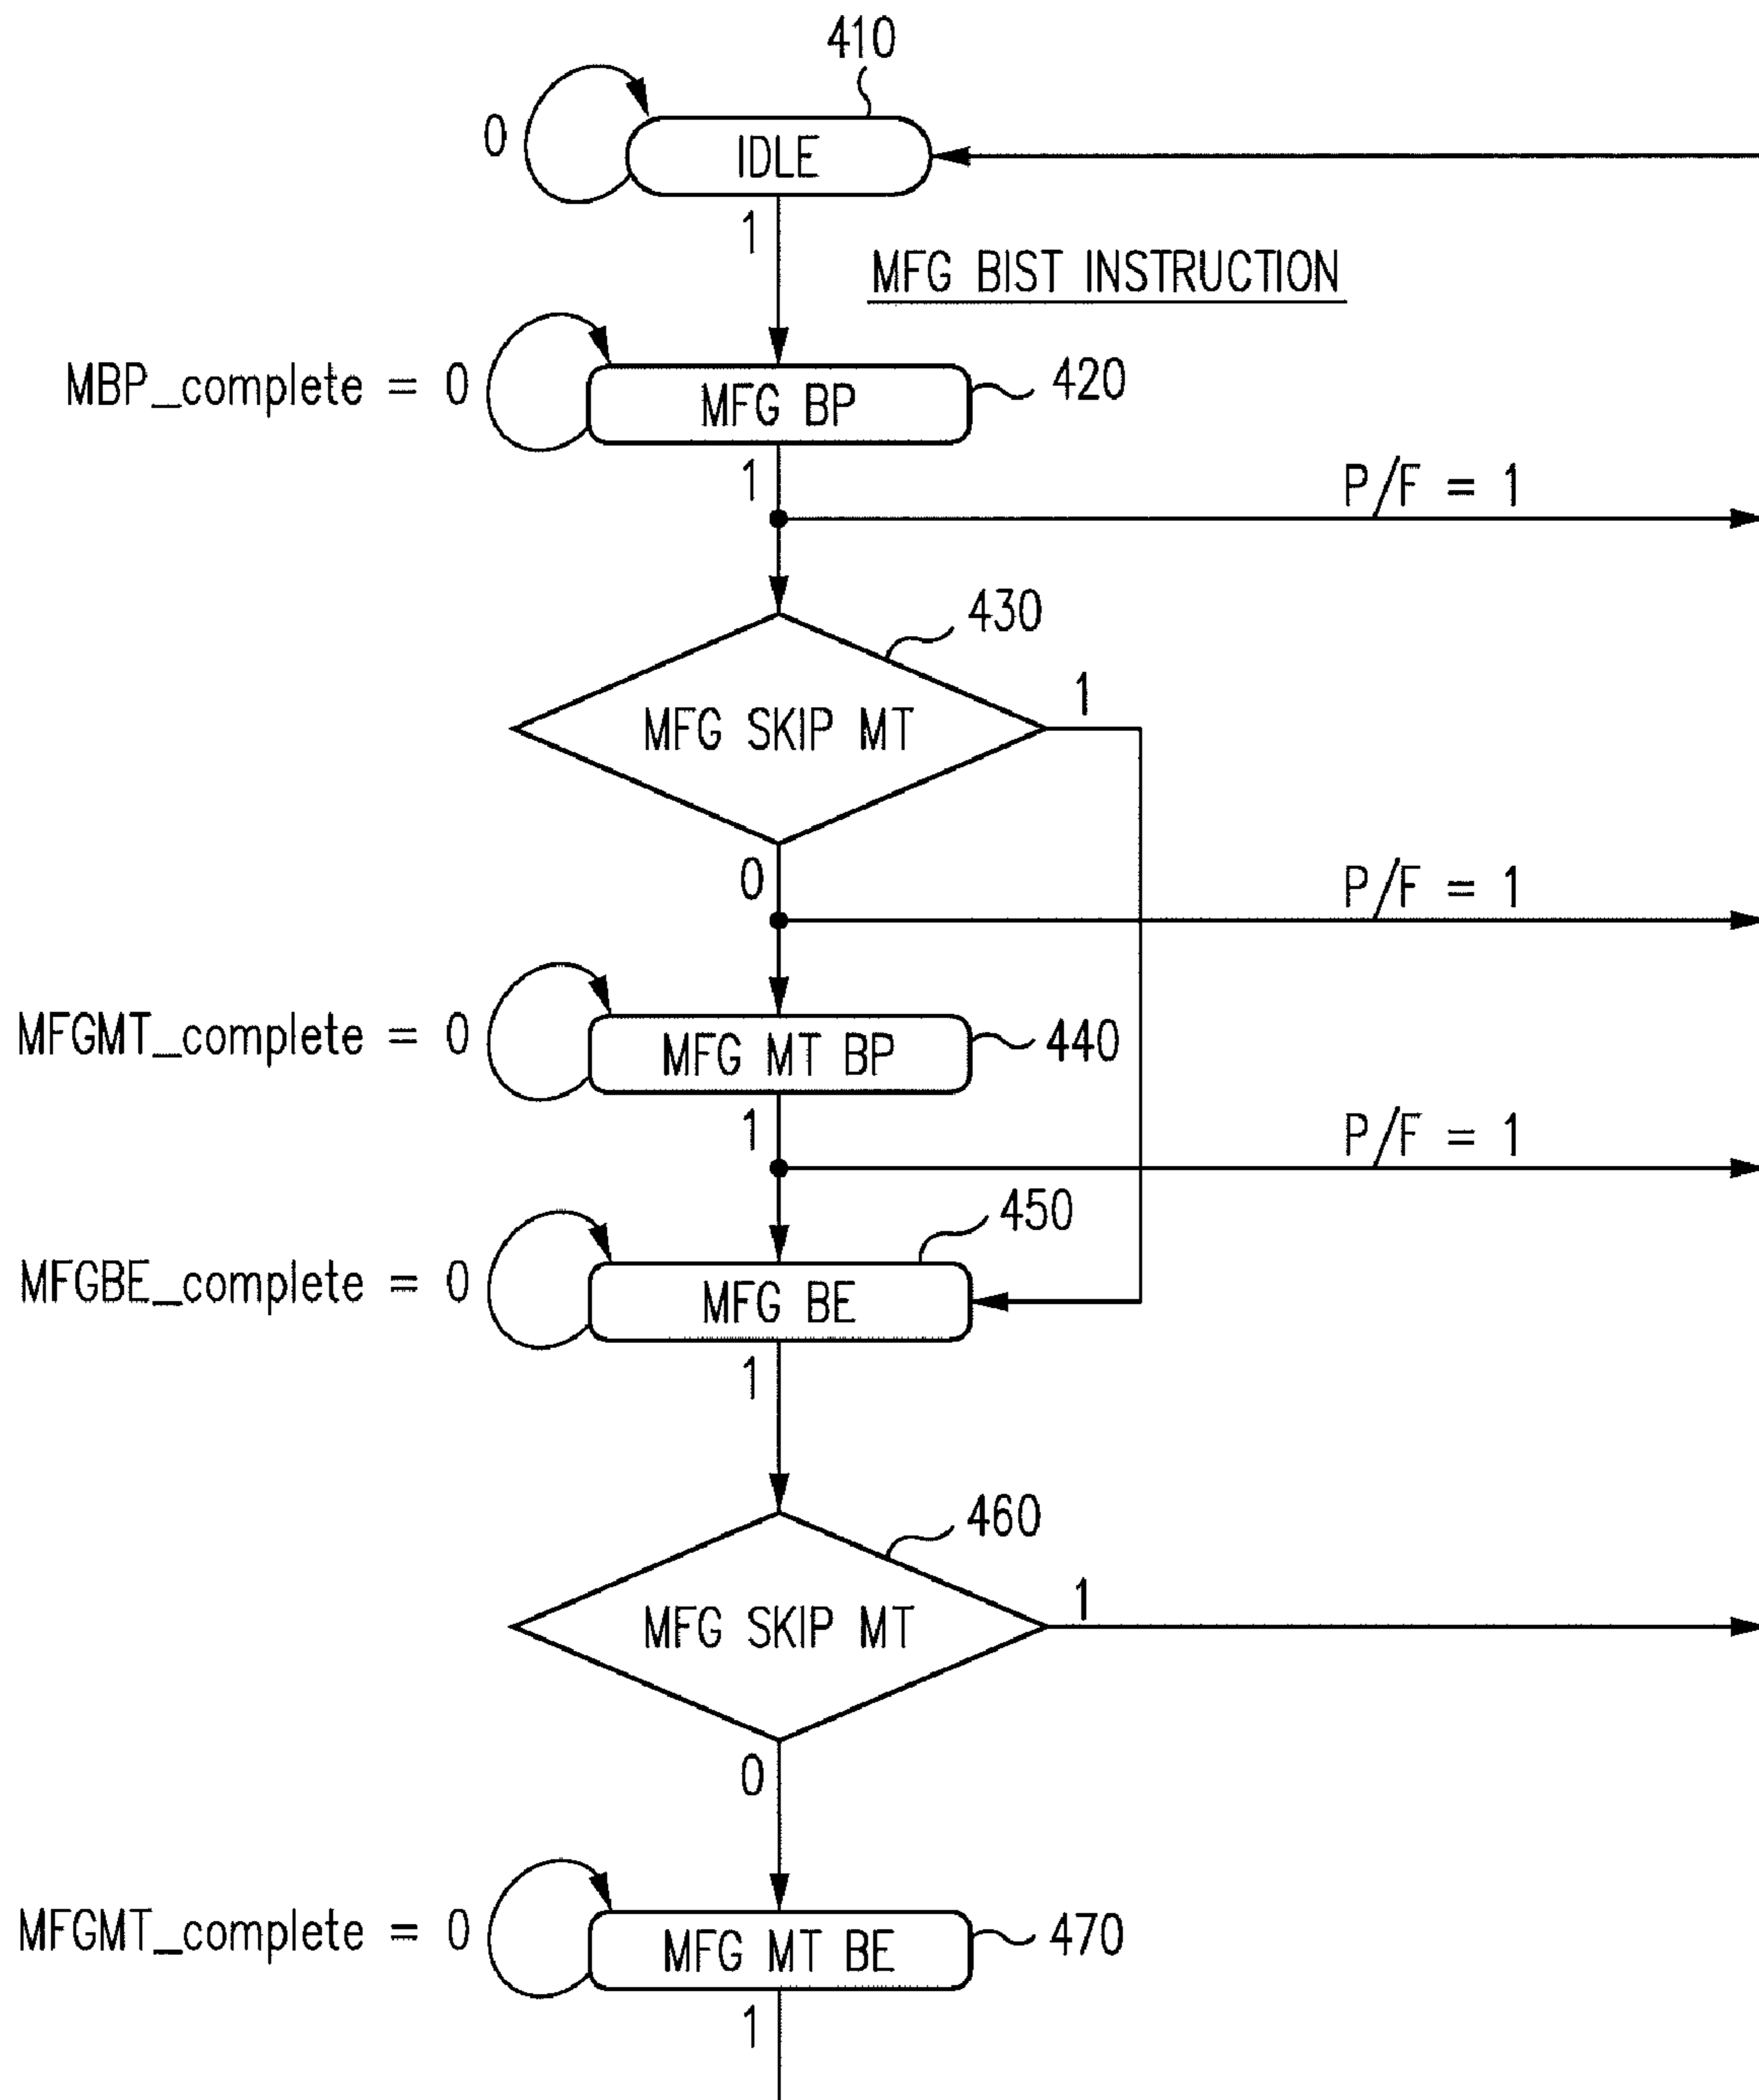 410
0
IDLE
1
MFG BIST INSTRUCTION
MBP_complete = 0
MFG BP
420
1
P/F = 1
430
MFG SKIP MT
1
0
P/F = 1
MFGMT_complete = 0
MFG MT BP
440
1
P/F = 1
450
MFGBE_complete = 0
MFG BE
1
460
MFG SKIP MT
1
0
MFGMT_complete = 0
MFG MT BE
470
1